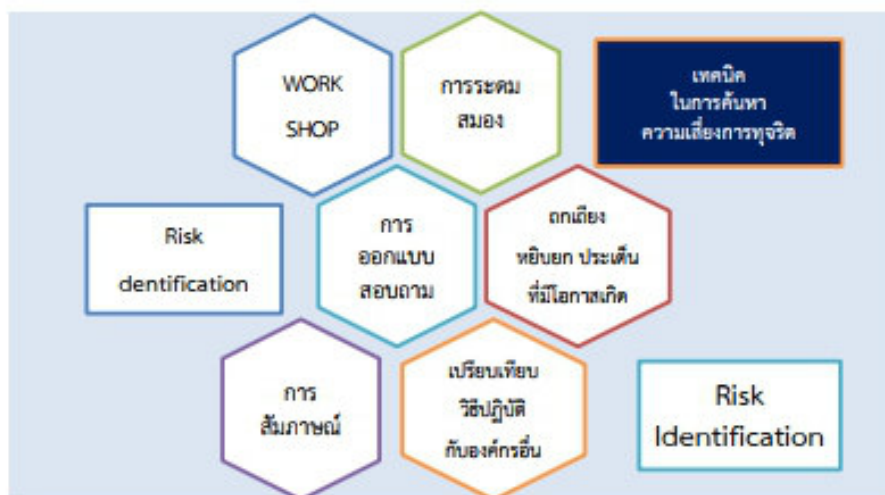 WORK
SHOP
การระดม
สมอง
เทคนิค
ในการค้นหา
ความเสี่ยงการทุจริต
Risk
dentification
การ
ออกแบบ
สอบถาม
ถกเถียง
หยิบยก ประเด็น
ที่มีโอกาสเกิด
การ
สัมภาษณ์
เปรียบเทียบ
วิธีปฏิบัติ
กับองค์กรอื่น
Risk
Identification